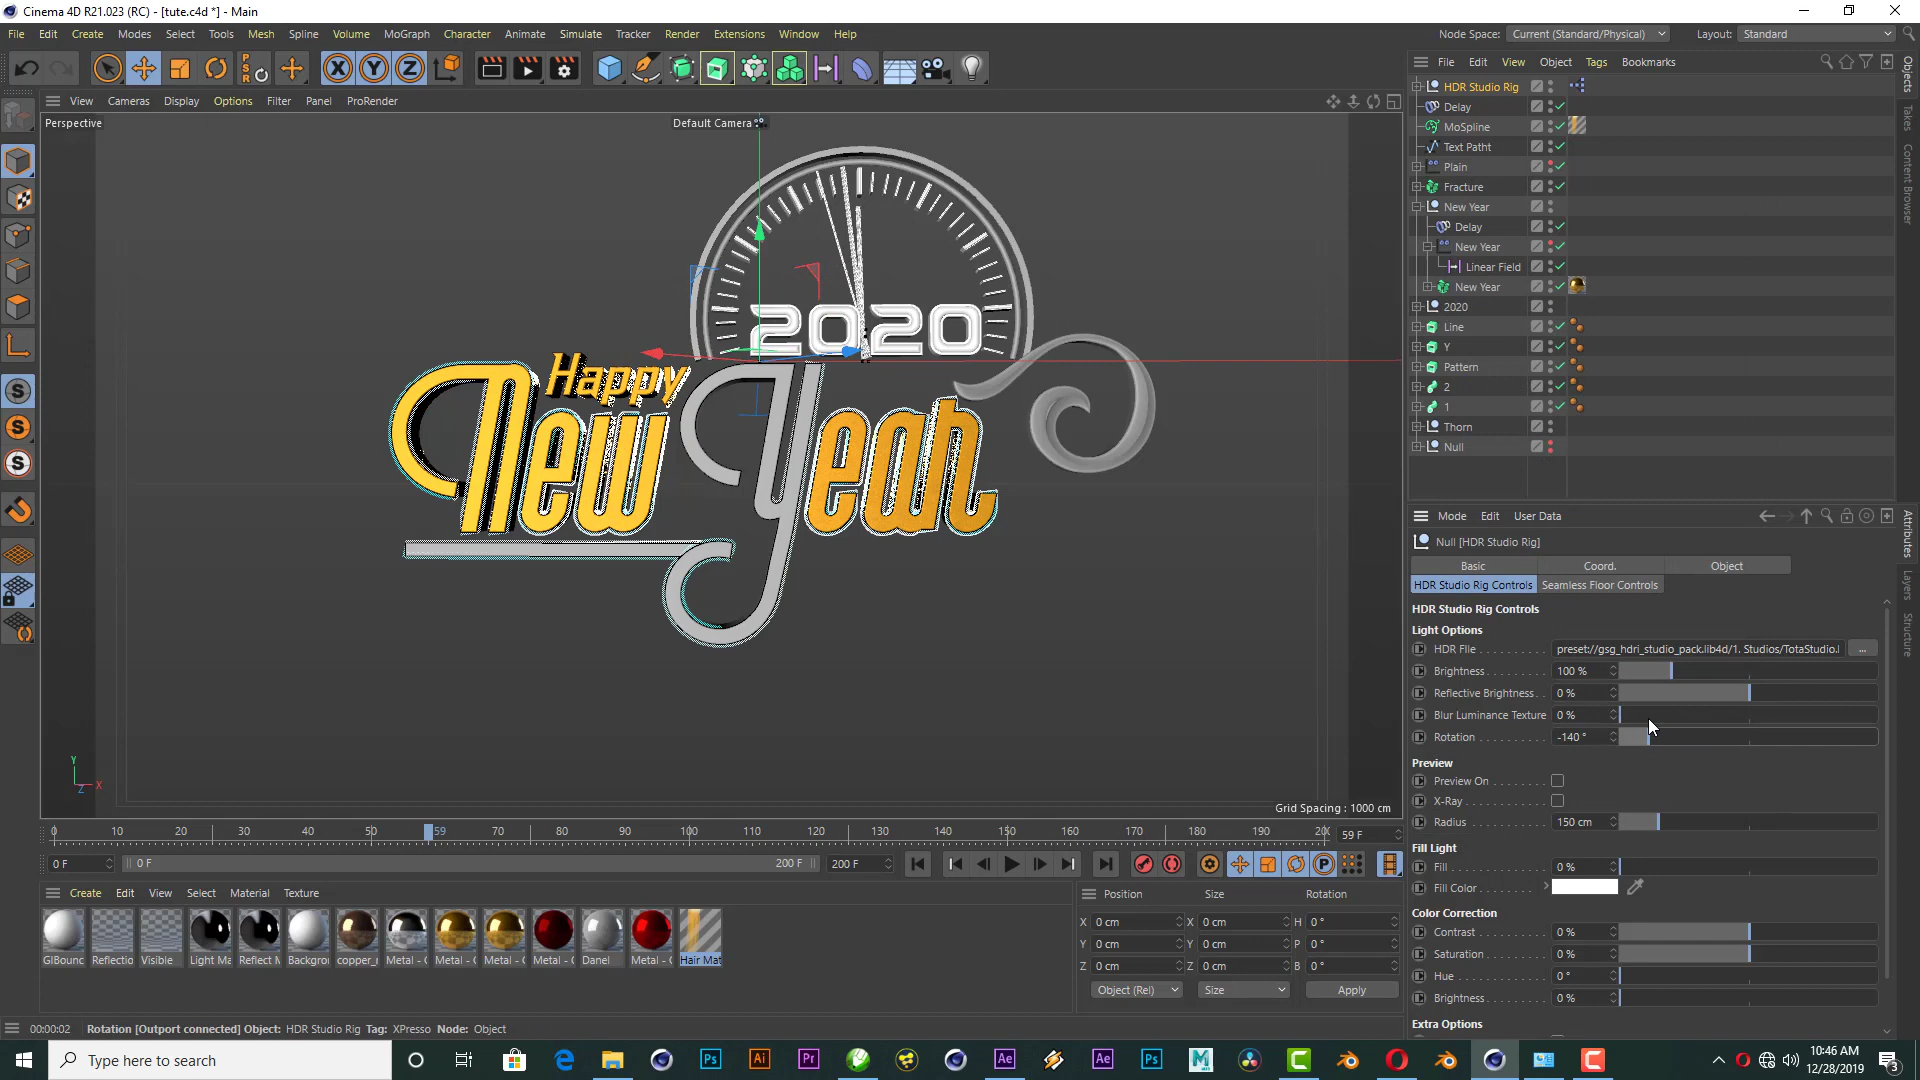 Cinema 4D R21.023 (RC) - [tute.c4d *] - Main
File Edit Create Modes Select Tools Mesh Spline Volume MoGraph Character Animate Simulate Tracker Render Extensions Window Help
Node Space: Current (Standard/Physical) Layout: Standard
View Cameras Display Options Filter Panel ProRender
File Edit View Object Tags Bookmarks
Perspective
Default Camera
HDR Studio Rig
Delay
MoSpline
Text Patht
Plain
Fracture
New Year
Delay
New Year
Linear Field
New Year
2020
Line
Y
Pattern
2
1
Thorn
Null
Objects
Takes
Content Browser
2020
Happy
New Year
Grid Spacing : 1000 cm
Mode Edit User Data
Null [HDR Studio Rig]
Basic Coord. Object
HDR Studio Rig Controls Seamless Floor Controls
HDR Studio Rig Controls
Light Options
HDR FIle preset://gsg_hdri_studio_pack.lib4d/1. Studios/TotaStudio.
Brightness 100 %
Reflective Brightness 0 %
Blur Luminance Texture 0 %
Rotation -140 °
Preview
Preview On
X-Ray
Radius 150 cm
Fill Light
Fill 0 %
Fill Color
Color Correction
Contrast 0 %
Saturation 0 %
Hue 0 °
Brightness 0 %
Extra Options
Attributes
Layers
Structure
0 10 20 30 40 50 59 70 80 90 100 110 120 130 140 150 160 170 180 190 20 59 F
0 F 0 F 200 F 200 F
Create Edit View Select Material Texture
GIBounc Reflectio Visible Light Ma Reflect M Backgro copper_ Metal - ( Metal - ( Metal - ( Metal - ( Danel Metal - ( Hair Mat
Position Size Rotation
X 0 cm X 0 cm H 0 °
Y 0 cm Y 0 cm P 0 °
Z 0 cm Z 0 cm B 0 °
Object (Rel) Size Apply
00:00:02 Rotation [Outport connected] Object: HDR Studio Rig Tag: XPresso Node: Object
Type here to search
10:46 AM
12/28/2019
3